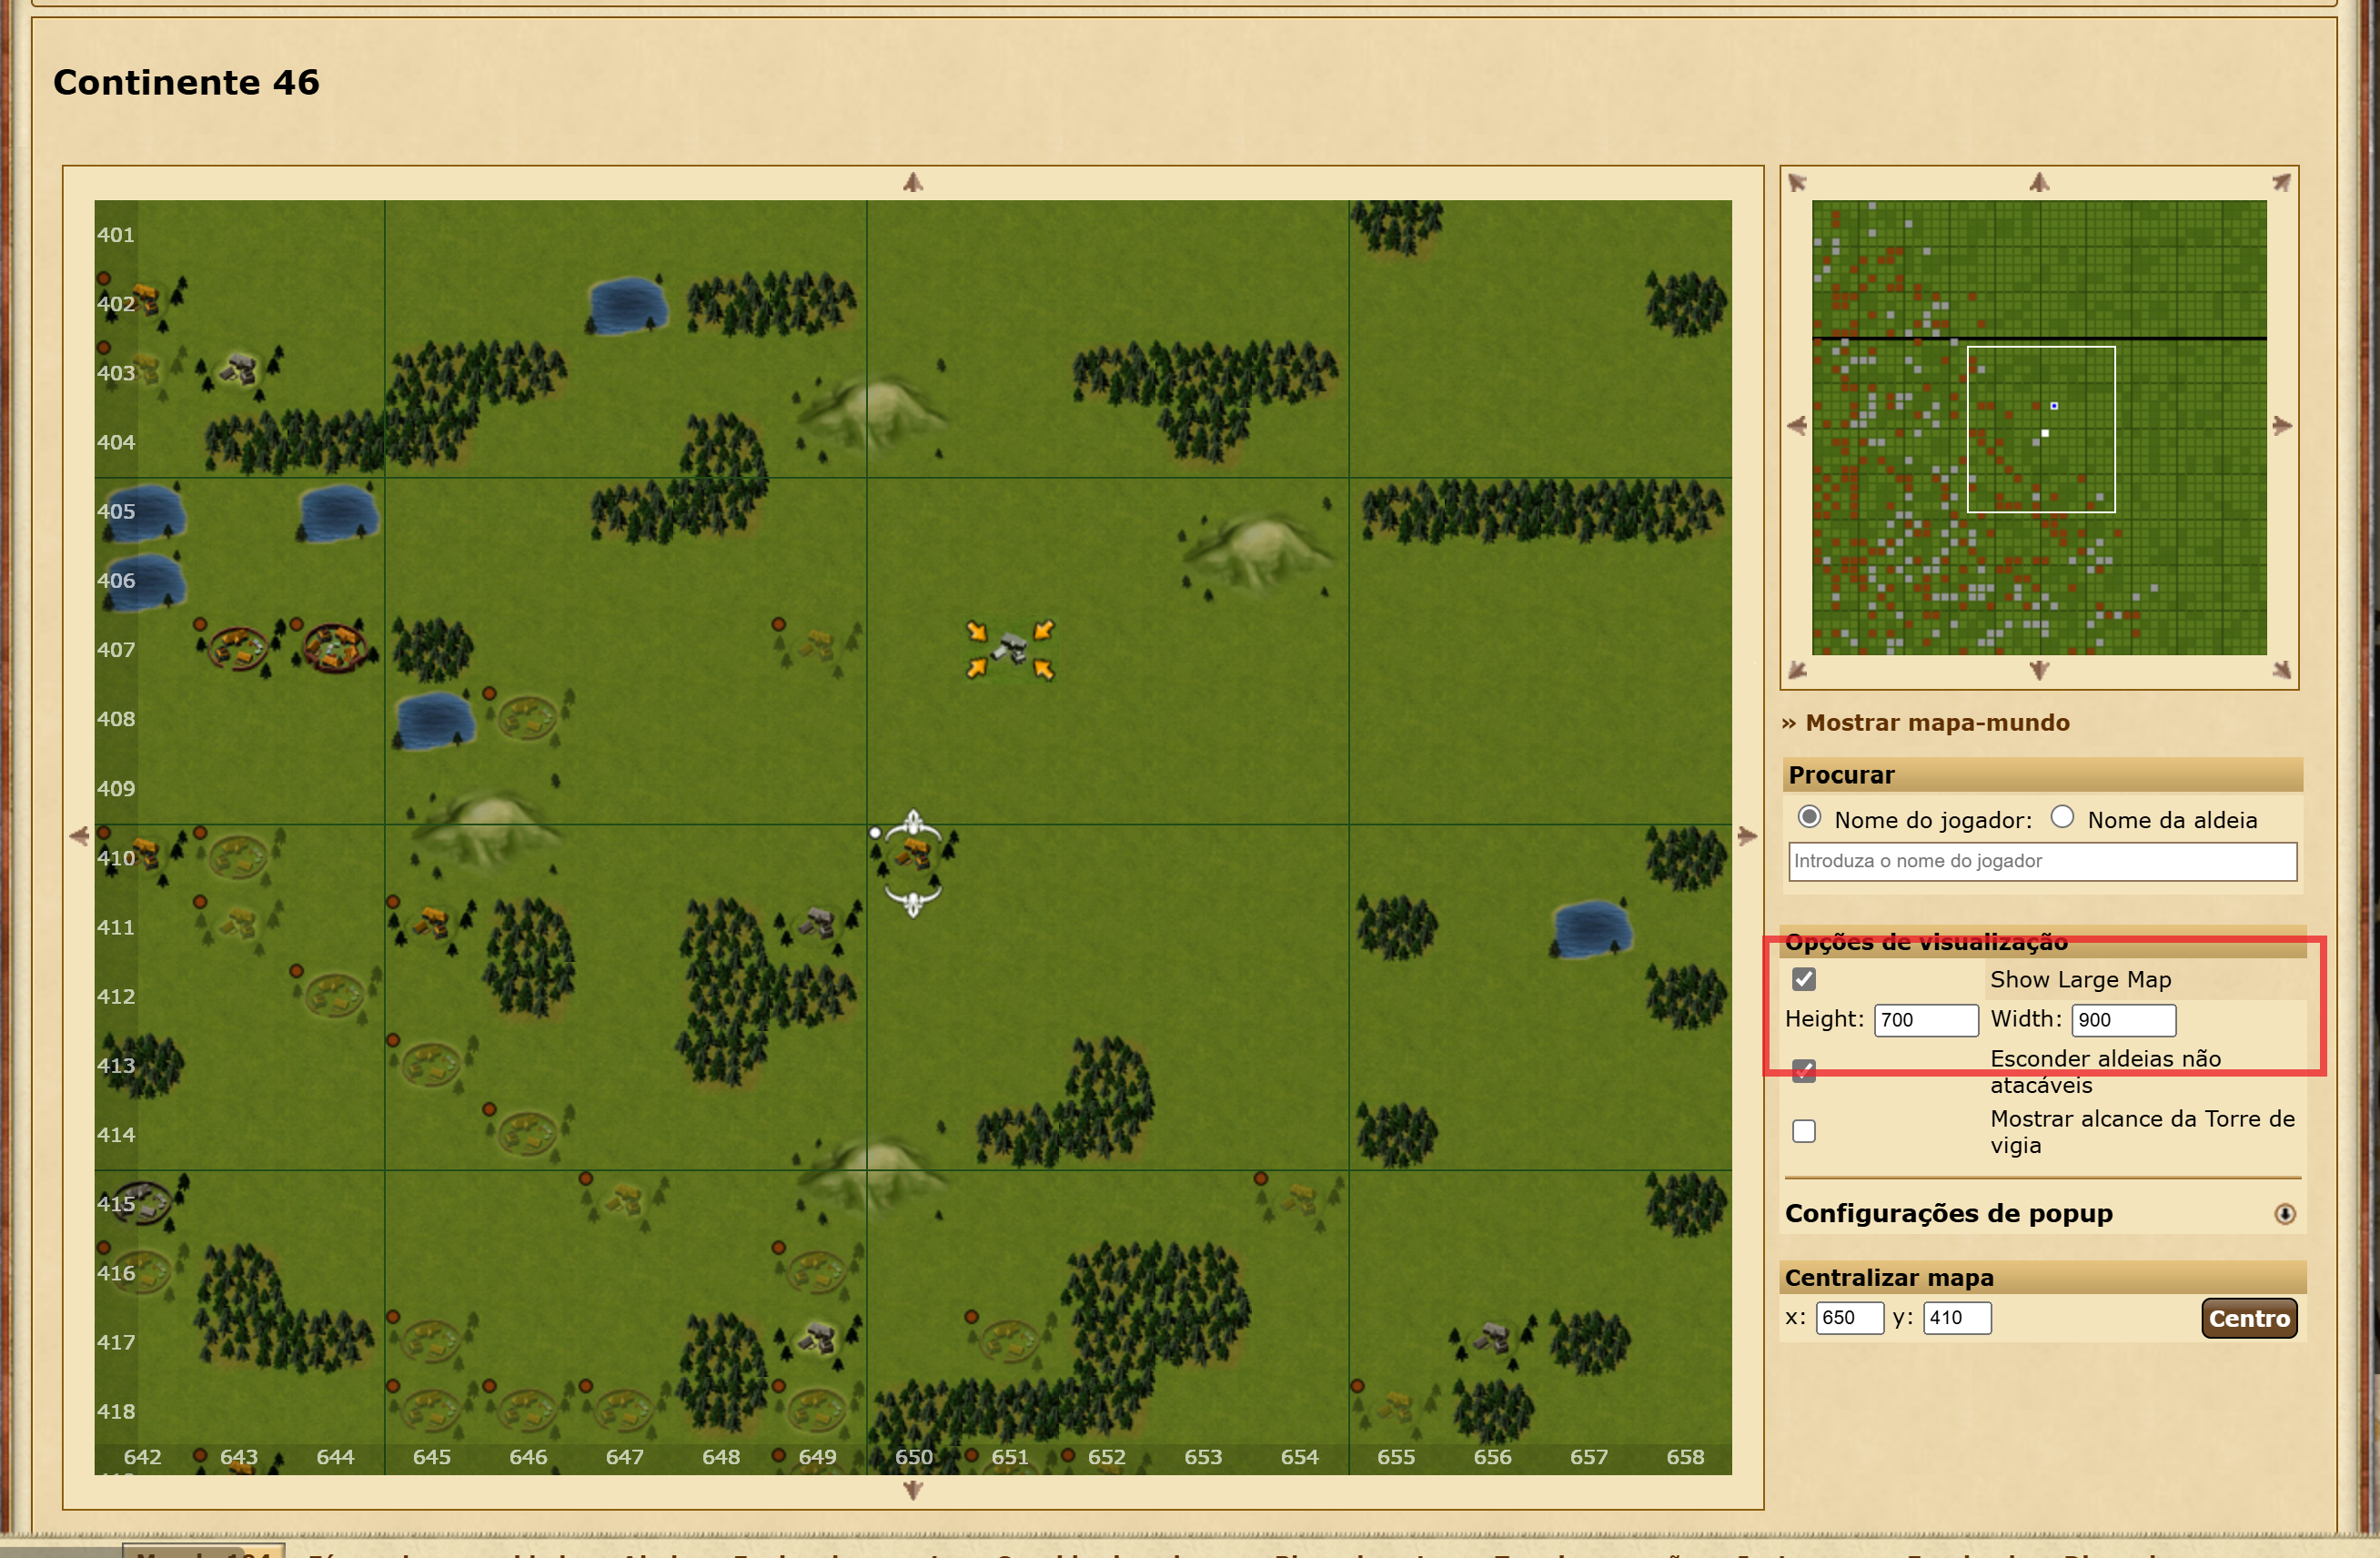 Continente 46
401
402
403
404
405
406
407
408
409
410
411
412
413
414
415
416
417
418
642 643 644 645 646 647 648 649 650 651 652 653 654 655 656 657 658
» Mostrar mapa-mundo
Procurar
Nome do jogador: Nome da aldeia
Introduza o nome do jogador
Opções de visualização
Show Large Map
Height: 700 Width: 900
Esconder aldeias não
atacáveis
Mostrar alcance da Torre de
vigia
Configurações de popup
Centralizar mapa
x: 650 y: 410 Centro